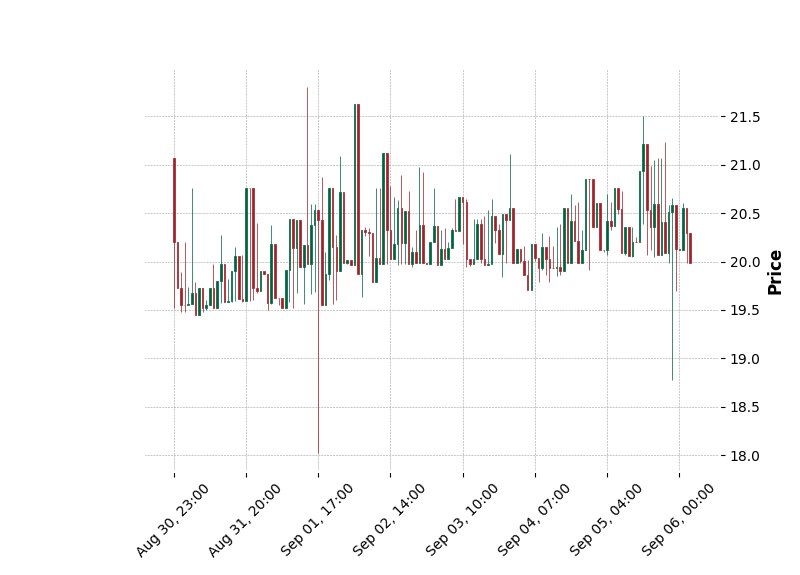 21.5
21.0
20.5
20.0
19.5
19.0
18.5
18.0
Price
Aug 30, 23:00
Aug 31, 20:00
Sep 01, 17:00
Sep 02, 14:00
Sep 03, 10:00
Sep 04, 07:00
Sep 05, 04:00
Sep 06, 00:00